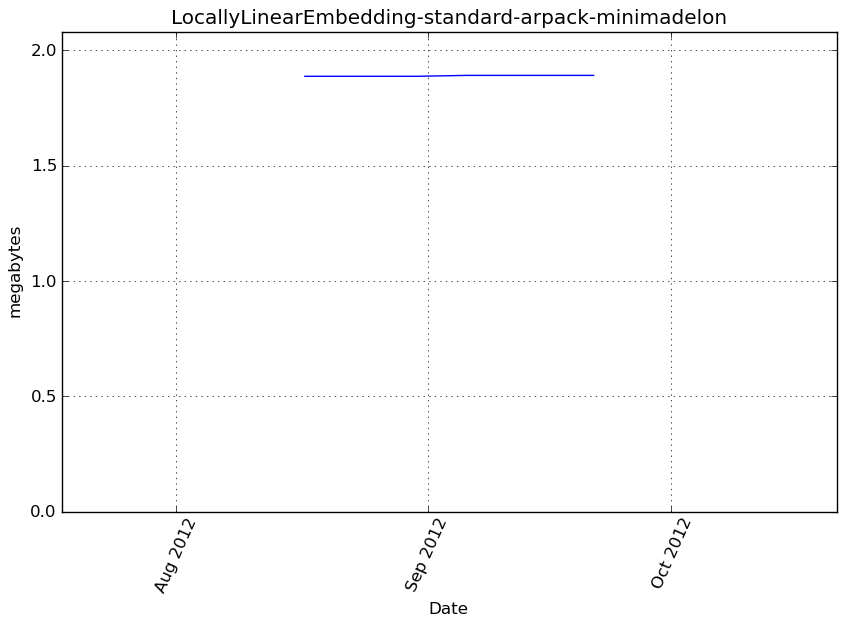 LocallyLinearEmbedding-standard-arpack-minimadelon
2.0
1.5
1.0
0.5
0.0
megabytes
Aug 2012
Sep 2012
Oct 2012
Date